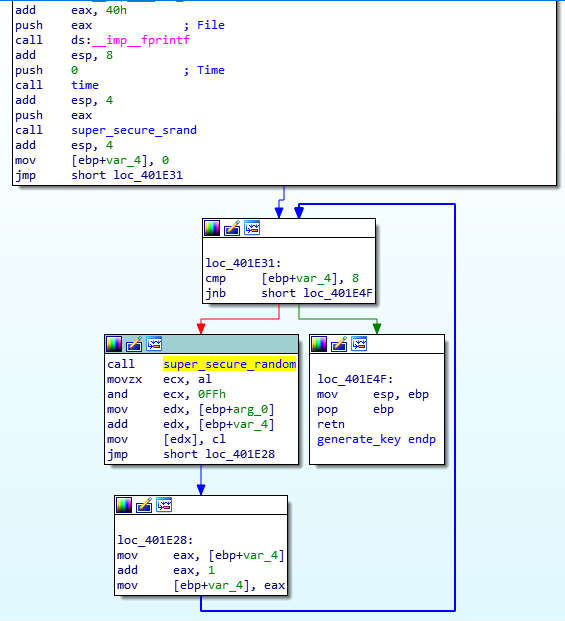 add eax, 40h
push eax ; File
call ds:__imp__fprintf
add esp, 8
push 0 ; Time
call time
add esp, 4
push eax
call super_secure_srand
add esp, 4
mov [ebp+var_4], 0
jmp short loc_401E31
loc_401E31:
cmp [ebp+var_4], 8
jnb short loc_401E4F
call super_secure_random
movzx ecx, al
and ecx, 0FFh
mov edx, [ebp+arg_0]
add edx, [ebp+var_4]
mov [edx], cl
jmp short loc_401E28
loc_401E4F:
mov esp, ebp
pop ebp
retn
generate_key endp
loc_401E28:
mov eax, [ebp+var_4]
add eax, 1
mov [ebp+var_4], eax